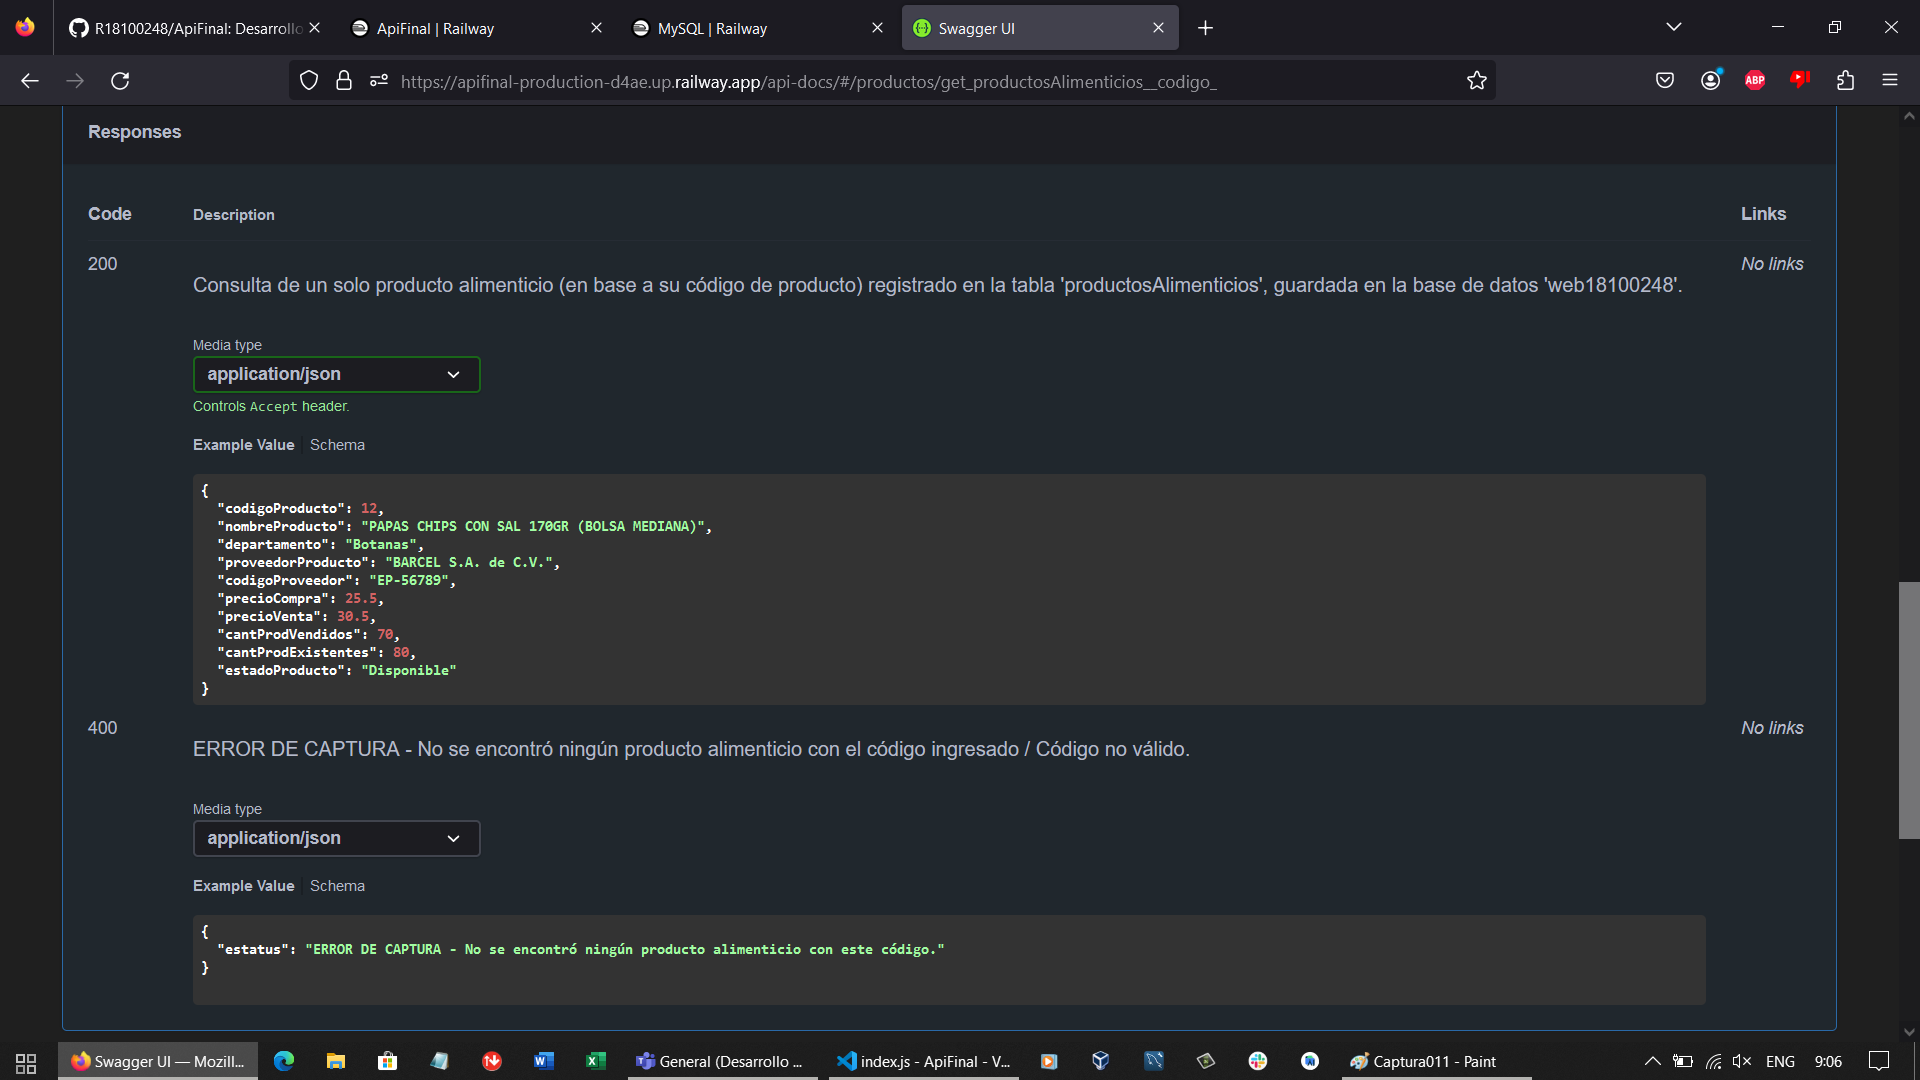 R18100248/ApiFinal: Desarrollo
ApiFinal | Railway
MySQL | Railway
Swagger UI
https://apifinal-production-d4ae.up.railway.app/api-docs/#/productos/get_productosAlimenticios__codigo_
ABP
Responses
Code
Description
Links
200
Consulta de un solo producto alimenticio (en base a su código de producto) registrado en la tabla 'productosAlimenticios', guardada en la base de datos 'web18100248'.
No links
Media type
application/json
Controls Accept header.
Example Value
Schema
{
"codigoProducto": 12,
"nombreProducto": "PAPAS CHIPS CON SAL 170GR (BOLSA MEDIANA)",
"departamento": "Botanas",
"proveedorProducto": "BARCEL S.A. de C.V.",
"codigoProveedor": "EP-56789",
"precioCompra": 25.5,
"precioVenta": 30.5,
"cantProdVendidos": 70,
"cantProdExistentes": 80,
"estadoProducto": "Disponible"
}
400
ERROR DE CAPTURA - No se encontró ningún producto alimenticio con el código ingresado / Código no válido.
No links
Media type
application/json
Example Value
Schema
{
"estatus": "ERROR DE CAPTURA - No se encontró ningún producto alimenticio con este código."
}
Swagger UI — Mozill...
General (Desarrollo ...
index.js - ApiFinal - V...
Captura011 - Paint
ENG
9:06